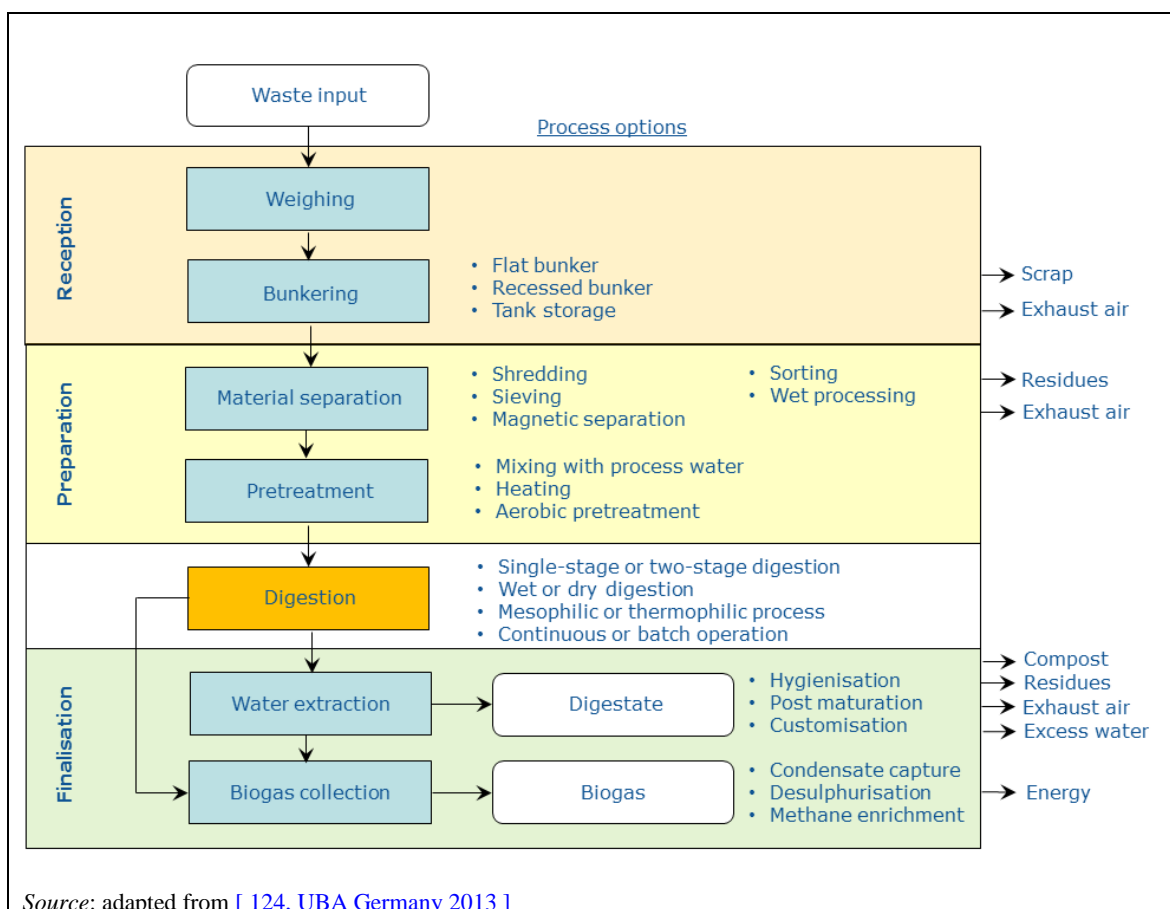 Waste input
Process options
Reception
Weighing
Bunkering
• Flat bunker
• Recessed bunker
• Tank storage
Scrap
Exhaust air
Preparation
Material separation
• Shredding
• Sieving
• Magnetic separation
• Sorting
• Wet processing
Residues
Exhaust air
Pretreatment
• Mixing with process water
• Heating
• Aerobic pretreatment
Digestion
• Single-stage or two-stage digestion
• Wet or dry digestion
• Mesophilic or thermophilic process
• Continuous or batch operation
Finalisation
Water extraction
Digestate
• Hygienisation
• Post maturation
• Customisation
Compost
Residues
Exhaust air
Excess water
Biogas collection
Biogas
• Condensate capture
• Desulphurisation
• Methane enrichment
Energy
Source: adapted from [ 124, UBA Germany 2013 ]